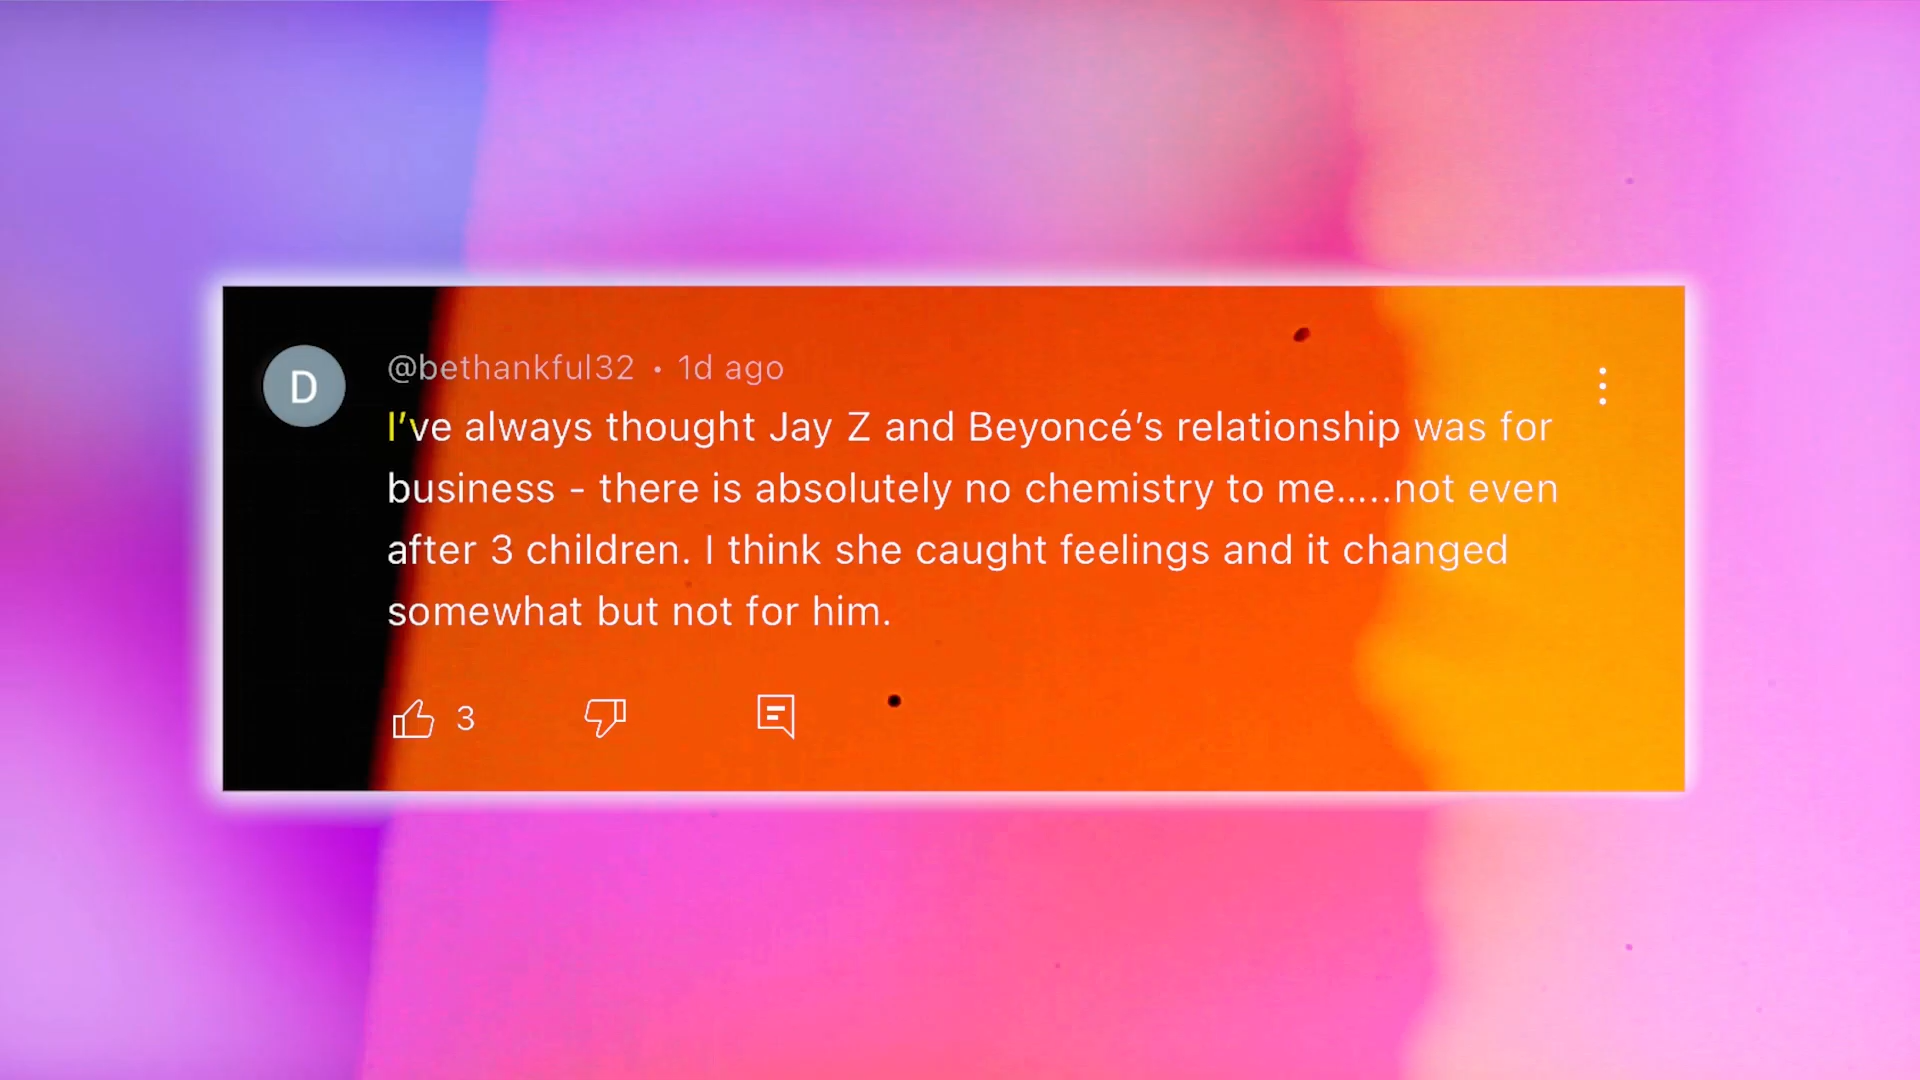 D
@bethankful32 • 1d ago
I’ve always thought Jay Z and Beyoncé’s relationship was for
business - there is absolutely no chemistry to me.....not even
after 3 children. I think she caught feelings and it changed
somewhat but not for him.
3